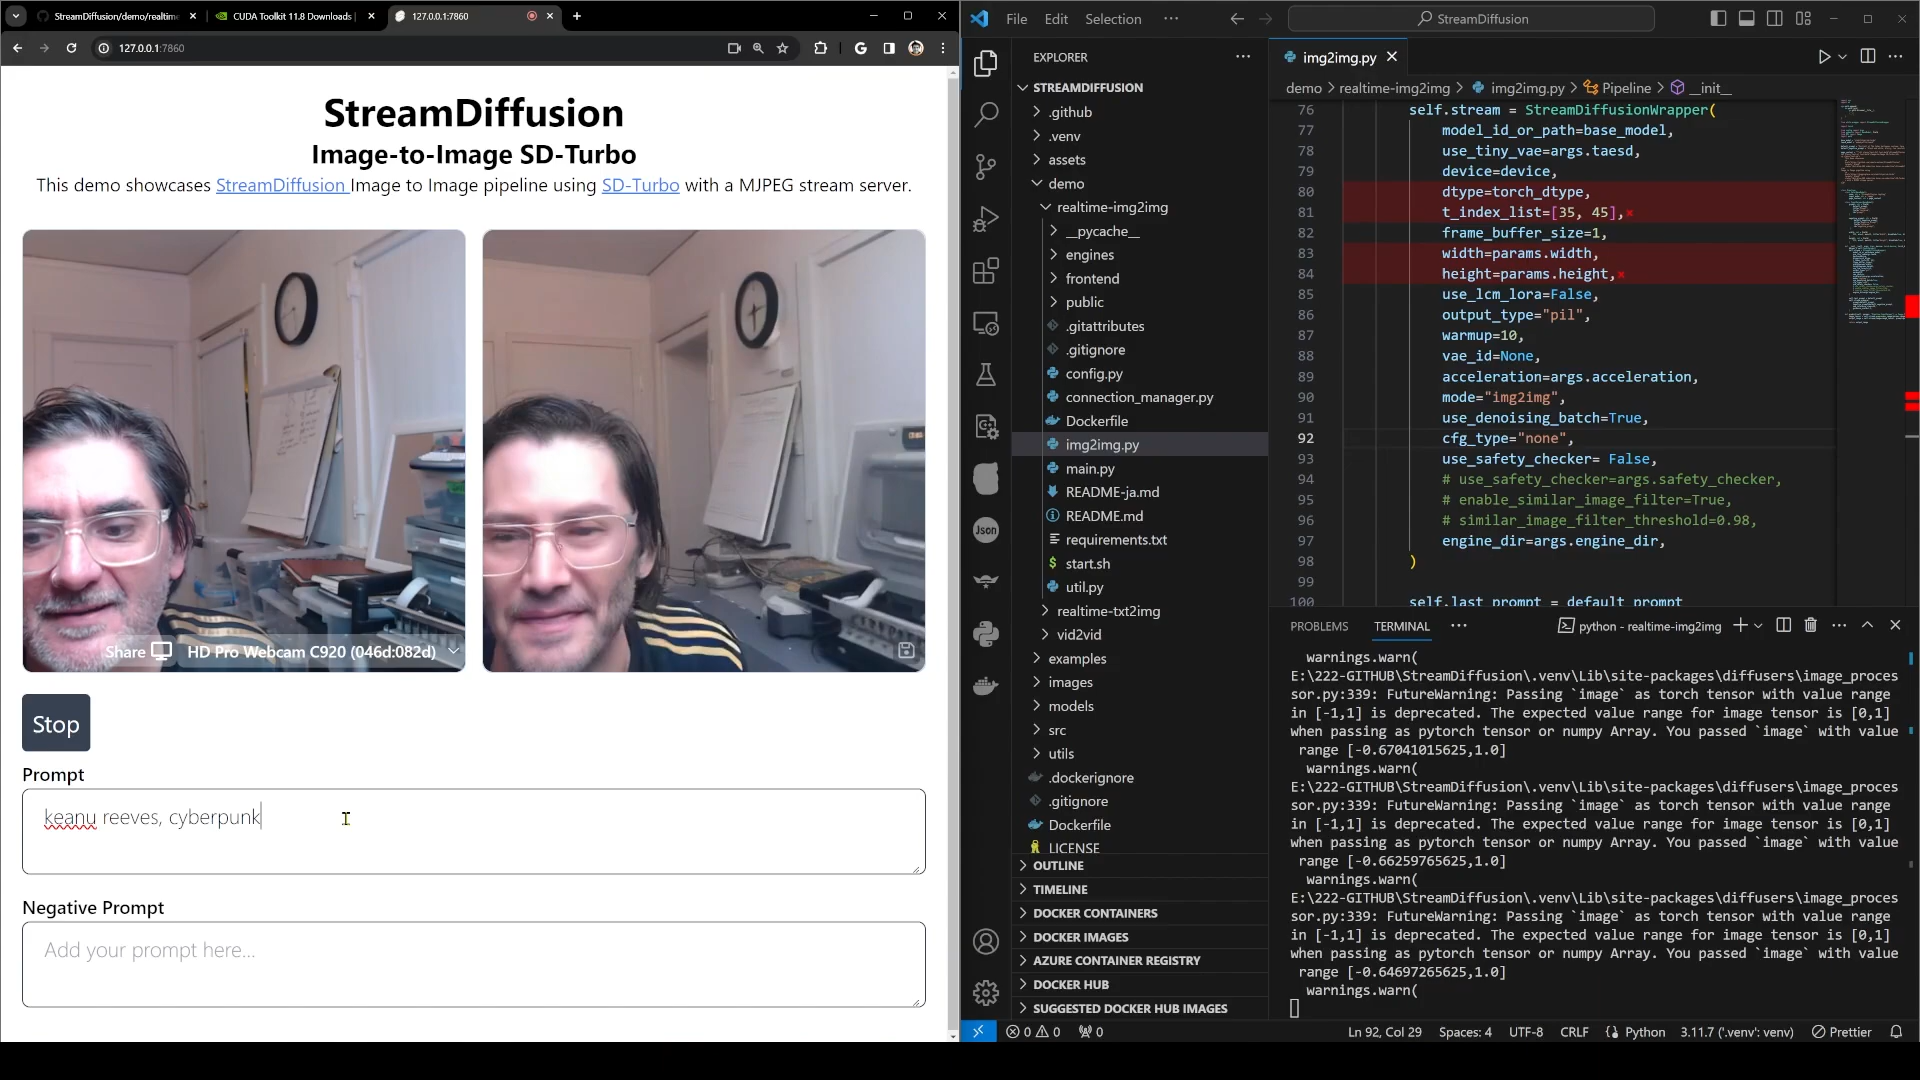 StreamDiffusion/demo/realtime
CUDA Toolkit 11.8 Downloads
127.0.0.1:7860
127.0.0.1:7860
StreamDiffusion
Image-to-Image SD-Turbo
This demo showcases StreamDiffusion Image to Image pipeline using SD-Turbo with a MJPEG stream server.
Share HD Pro Webcam C920 (046d:082d)
Stop
Prompt
keanu reeves, cyberpunk
Negative Prompt
Add your prompt here...
File Edit Selection ···
StreamDiffusion
EXPLORER
STREAMDIFFUSION
.github
.venv
assets
demo
realtime-img2img
__pycache__
engines
frontend
public
.gitattributes
.gitignore
config.py
connection_manager.py
Dockerfile
img2img.py
main.py
README-ja.md
README.md
requirements.txt
start.sh
util.py
realtime-txt2img
vid2vid
examples
images
models
src
utils
.dockerignore
.gitignore
Dockerfile
LICENSE
OUTLINE
TIMELINE
DOCKER CONTAINERS
DOCKER IMAGES
AZURE CONTAINER REGISTRY
DOCKER HUB
SUGGESTED DOCKER HUB IMAGES
Json
img2img.py
demo > realtime-img2img > img2img.py > Pipeline > __init__
76 self.stream = StreamDiffusionWrapper(
77 model_id_or_path=base_model,
78 use_tiny_vae=args.taesd,
79 device=device,
80 dtype=torch_dtype,
81 t_index_list=[35, 45],
82 frame_buffer_size=1,
83 width=params.width,
84 height=params.height,
85 use_lcm_lora=False,
86 output_type="pil",
87 warmup=10,
88 vae_id=None,
89 acceleration=args.acceleration,
90 mode="img2img",
91 use_denoising_batch=True,
92 cfg_type="none",
93 use_safety_checker= False,
94 # use_safety_checker=args.safety_checker,
95 # enable_similar_image_filter=True,
96 # similar_image_filter_threshold=0.98,
97 engine_dir=args.engine_dir,
98 )
99
100 self.last_prompt = default_prompt
PROBLEMS TERMINAL ··· python - realtime-img2img
warnings.warn(
E:\222-GITHUB\StreamDiffusion\.venv\Lib\site-packages\diffusers\image_proces
sor.py:339: FutureWarning: Passing `image` as torch tensor with value range
in [-1,1] is deprecated. The expected value range for image tensor is [0,1]
when passing as pytorch tensor or numpy Array. You passed `image` with value
range [-0.67041015625,1.0]
warnings.warn(
E:\222-GITHUB\StreamDiffusion\.venv\Lib\site-packages\diffusers\image_proces
sor.py:339: FutureWarning: Passing `image` as torch tensor with value range
in [-1,1] is deprecated. The expected value range for image tensor is [0,1]
when passing as pytorch tensor or numpy Array. You passed `image` with value
range [-0.66259765625,1.0]
warnings.warn(
E:\222-GITHUB\StreamDiffusion\.venv\Lib\site-packages\diffusers\image_proces
sor.py:339: FutureWarning: Passing `image` as torch tensor with value range
in [-1,1] is deprecated. The expected value range for image tensor is [0,1]
when passing as pytorch tensor or numpy Array. You passed `image` with value
range [-0.64697265625,1.0]
warnings.warn(
0 0 0 Ln 92, Col 29 Spaces: 4 UTF-8 CRLF Python 3.11.7 ('.venv': venv) Prettier